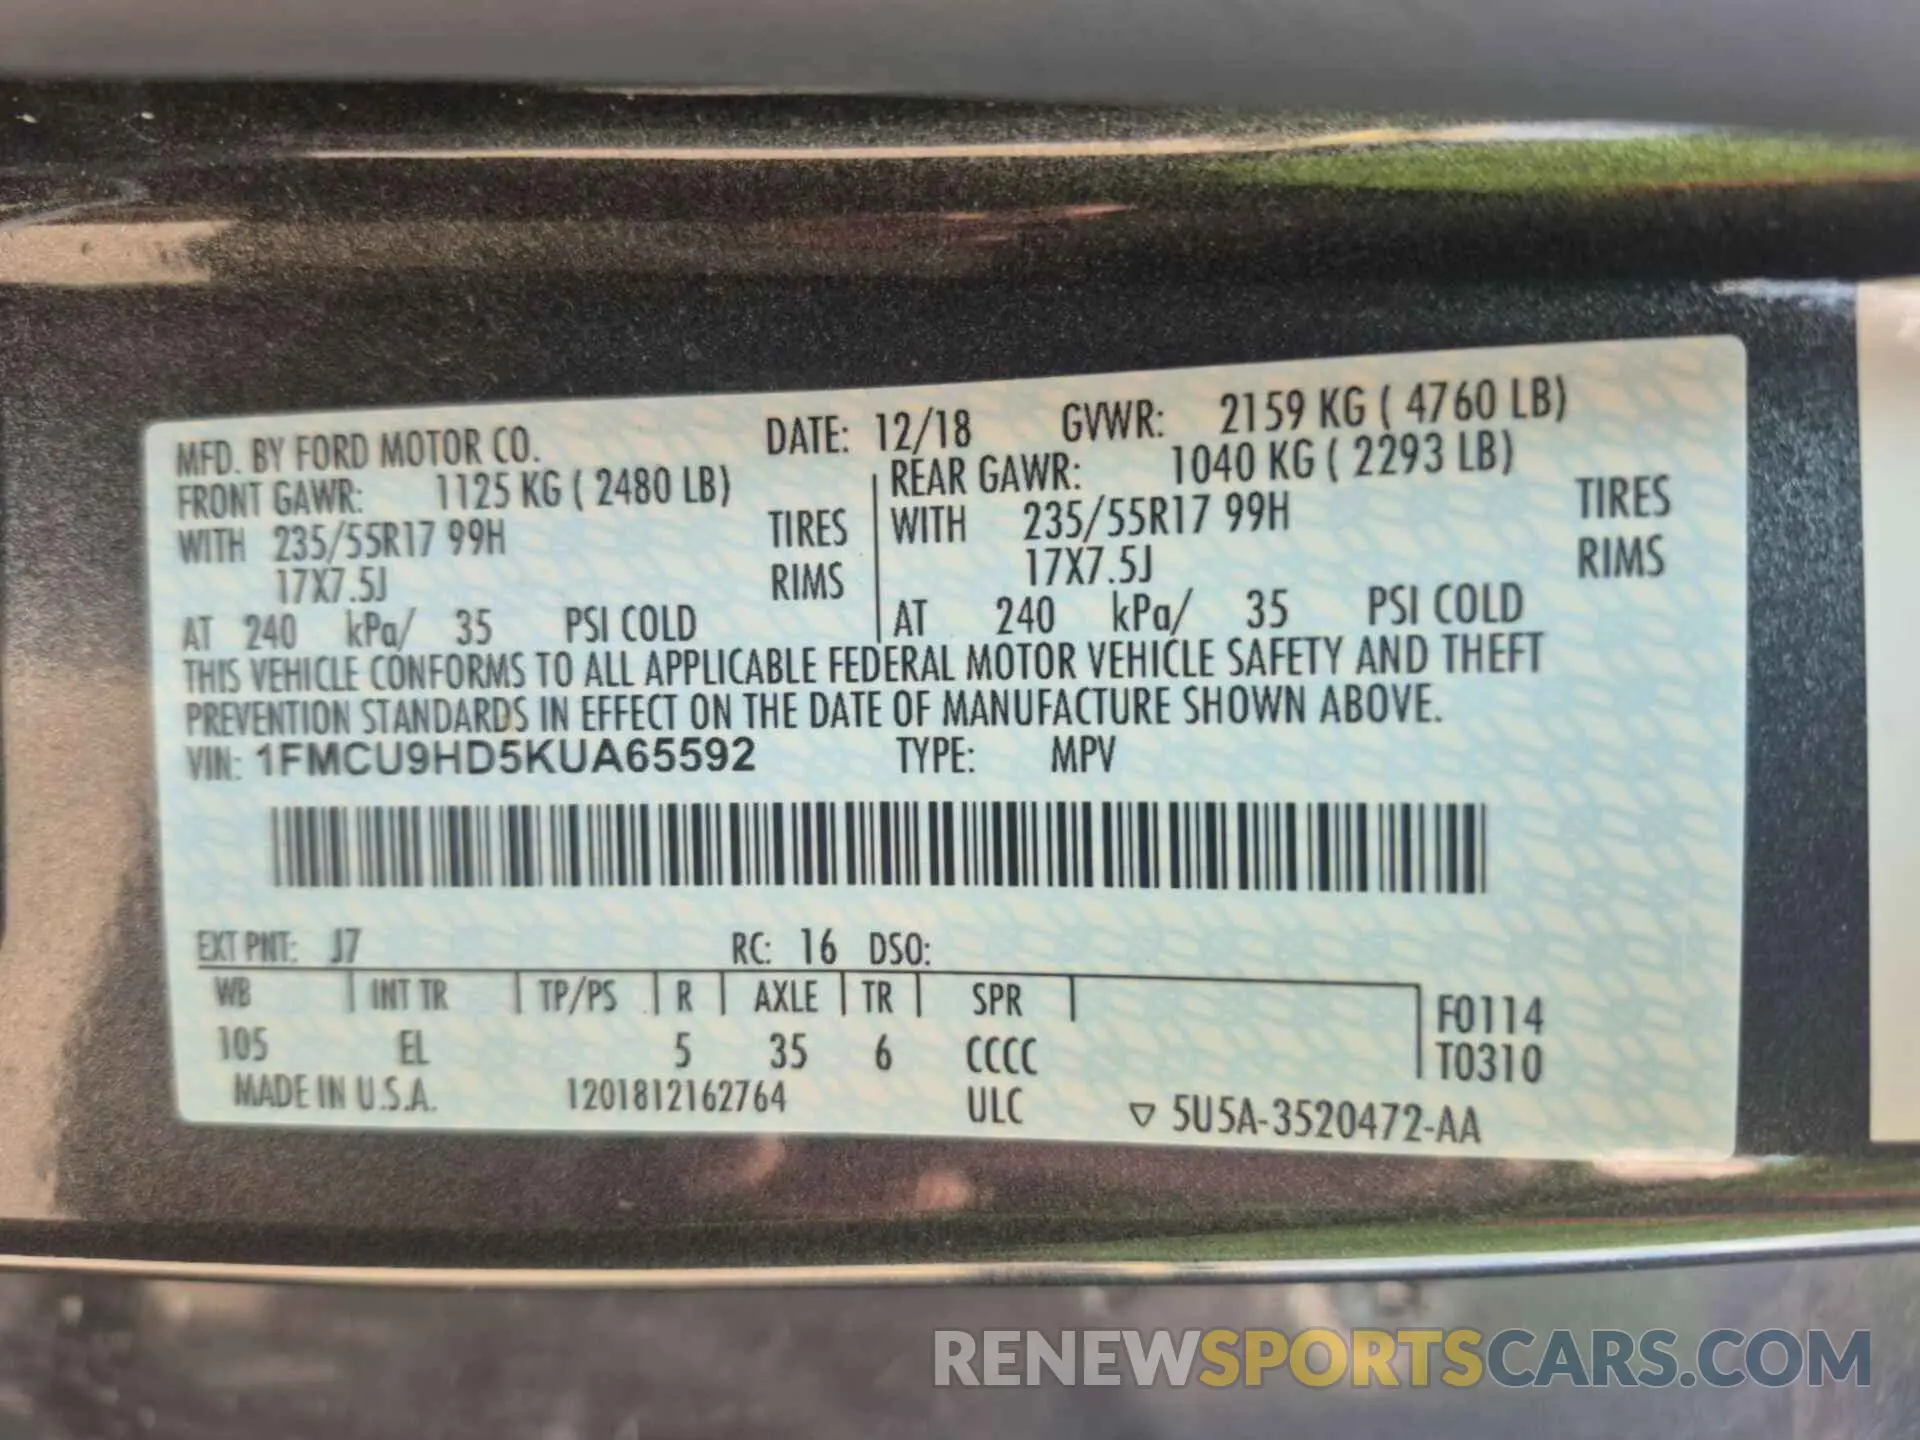 MFD. BY FORD MOTOR CO. DATE: 12/18 GVWR: 2159 KG ( 4760 LB)
FRONT GAWR: 1125 KG ( 2480 LB) REAR GAWR: 1040 KG ( 2293 LB)
WITH 235/55R17 99H TIRES WITH 235/55R17 99H TIRES
17X7.5J RIMS 17X7.5J RIMS
AT 240 kPa/ 35 PSI COLD AT 240 kPa/ 35 PSI COLD
THIS VEHICLE CONFORMS TO ALL APPLICABLE FEDERAL MOTOR VEHICLE SAFETY AND THEFT
PREVENTION STANDARDS IN EFFECT ON THE DATE OF MANUFACTURE SHOWN ABOVE.
VIN: 1FMCU9HD5KUA65592 TYPE: MPV
EXT PNT: J7 RC: 16 DSO:
WB INT TR TP/PS R AXLE TR SPR F0114
105 EL 5 35 6 CCCC T0310
MADE IN U.S.A. 1201812162764 ULC ▽ 5U5A-3520472-AA
RENEWSPORTSCARS.COM